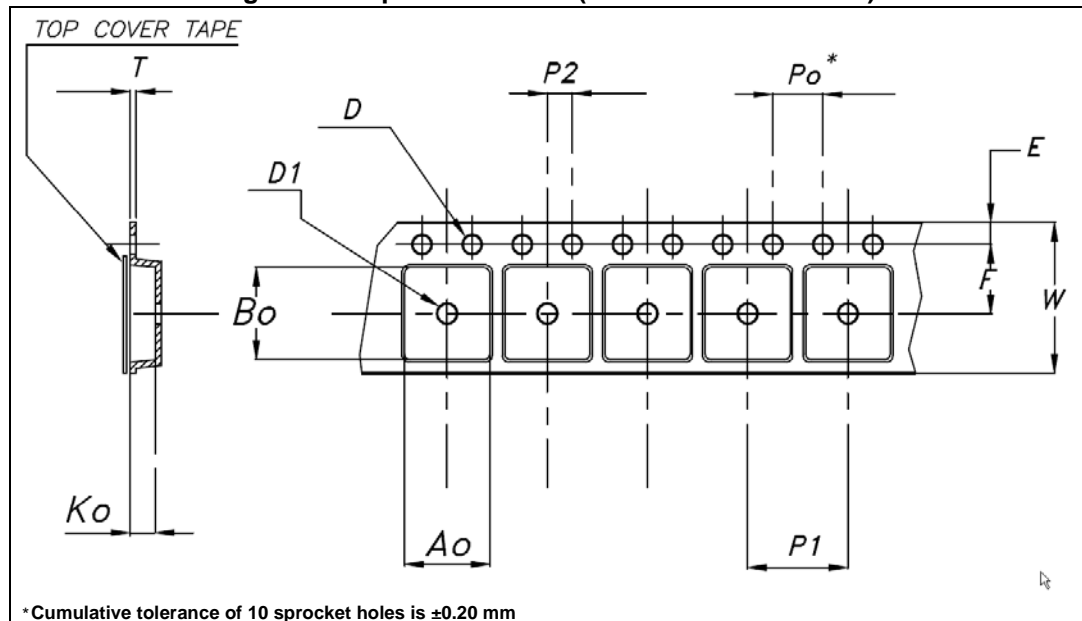 TOP COVER TAPE
T
P2
Po*
D
E
D1
Bo
F
W
Ko
Ao
P1
*Cumulative tolerance of 10 sprocket holes is ±0.20 mm